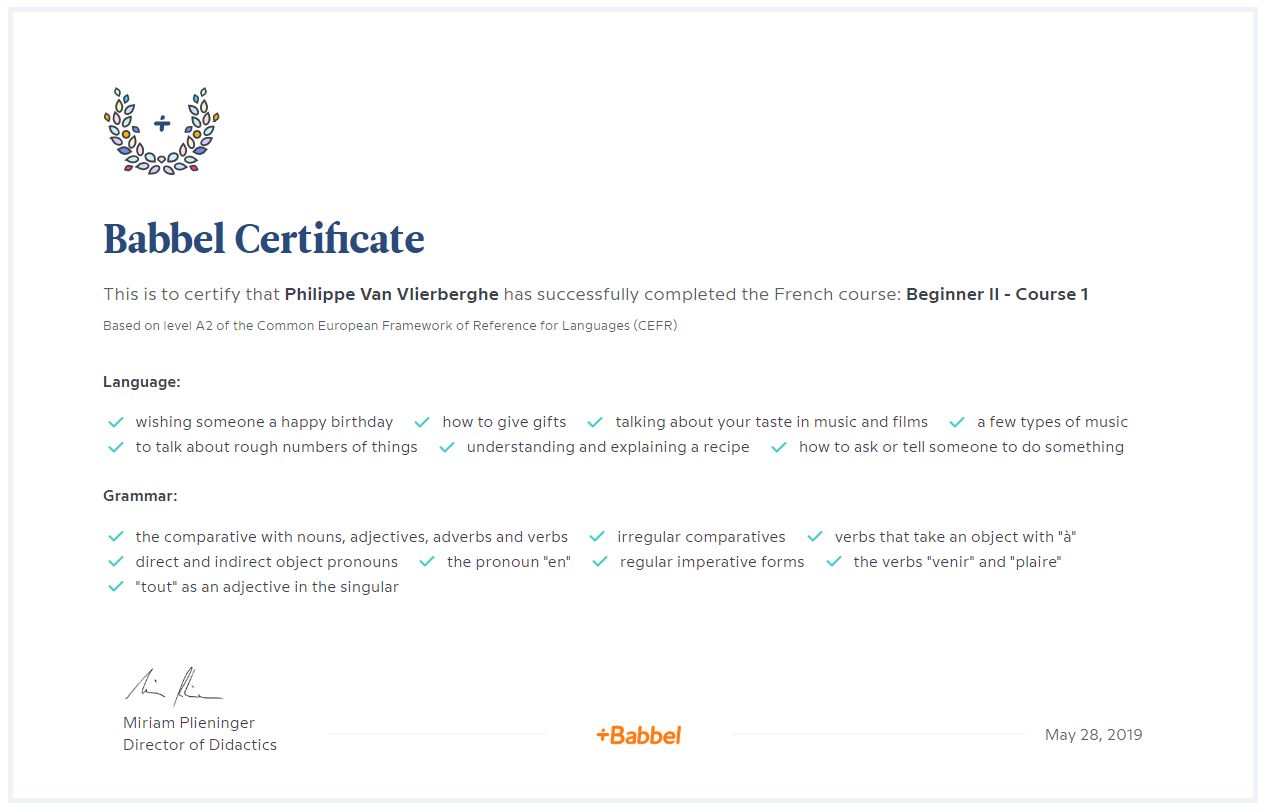 Babbel Certificate
This is to certify that Philippe Van Vlierberghe has successfully completed the French course: Beginner II - Course 1
Based on level A2 of the Common European Framework of Reference for Languages (CEFR)
Language:
wishing someone a happy birthday how to give gifts talking about your taste in music and films a few types of music
to talk about rough numbers of things understanding and explaining a recipe how to ask or tell someone to do something
Grammar:
the comparative with nouns, adjectives, adverbs and verbs irregular comparatives verbs that take an object with "à"
direct and indirect object pronouns the pronoun "en" regular imperative forms the verbs "venir" and "plaire"
"tout" as an adjective in the singular
Miriam Plieninger
Director of Didactics
+Babbel
May 28, 2019